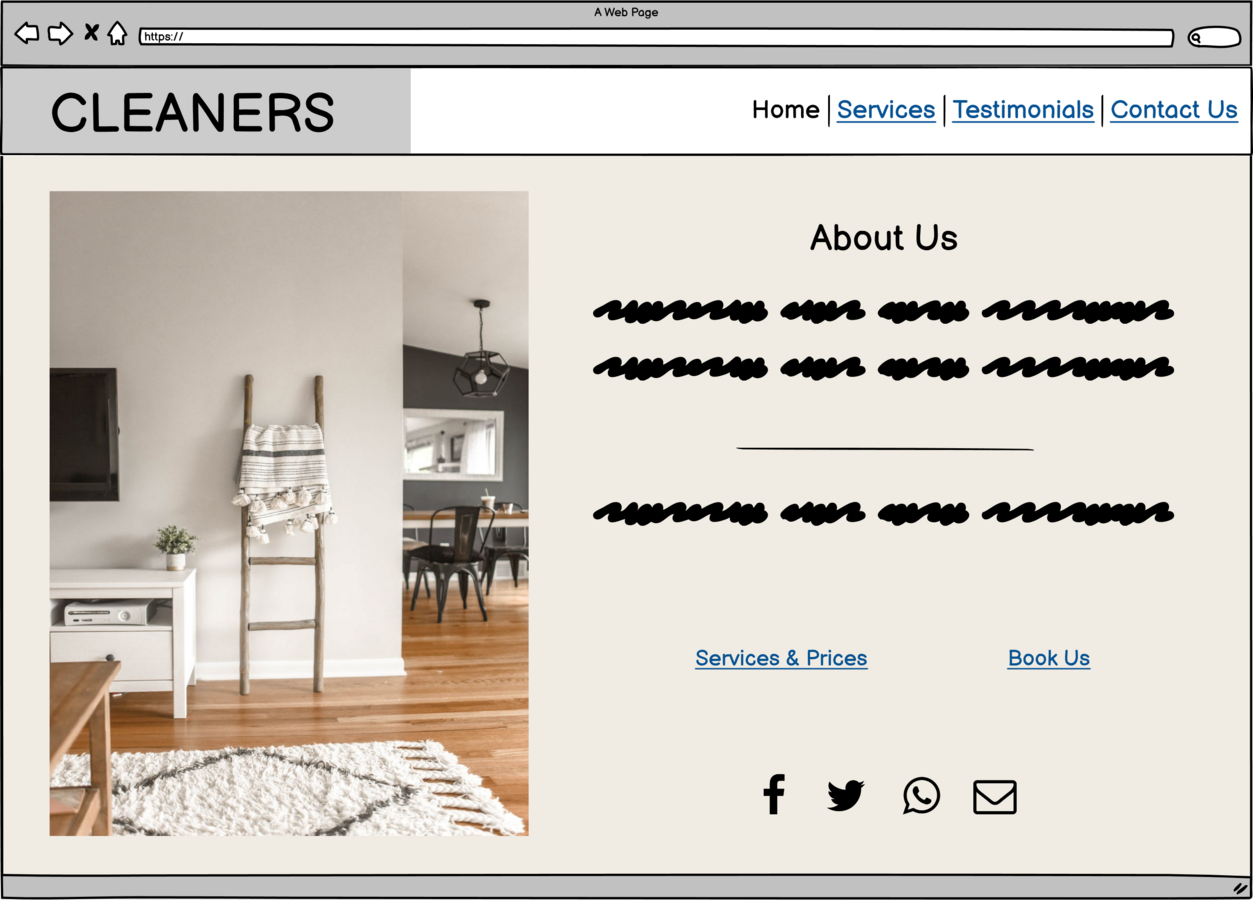 A Web Page
https://
CLEANERS
Home Services Testimonials Contact Us
About Us
Services & Prices Book Us